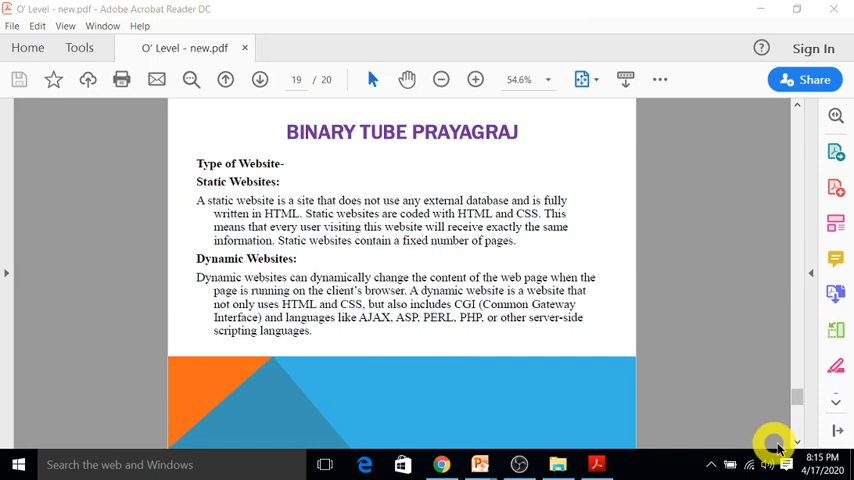 O' Level - new.pdf - Adobe Acrobat Reader DC
File Edit View Window Help
Home Tools O' Level - new.pdf × Sign In
19 / 20 54.6% Share
BINARY TUBE PRAYAGRAJ
Type of Website-
Static Websites:
A static website is a site that does not use any external database and is fully
written in HTML. Static websites are coded with HTML and CSS. This
means that every user visiting this website will receive exactly the same
information. Static websites contain a fixed number of pages.
Dynamic Websites:
Dynamic websites can dynamically change the content of the web page when the
page is running on the client's browser. A dynamic website is a website that
not only uses HTML and CSS, but also includes CGI (Common Gateway
Interface) and languages like AJAX, ASP, PERL, PHP, or other server-side
scripting languages.
Search the web and Windows
8:15 PM
4/17/2020